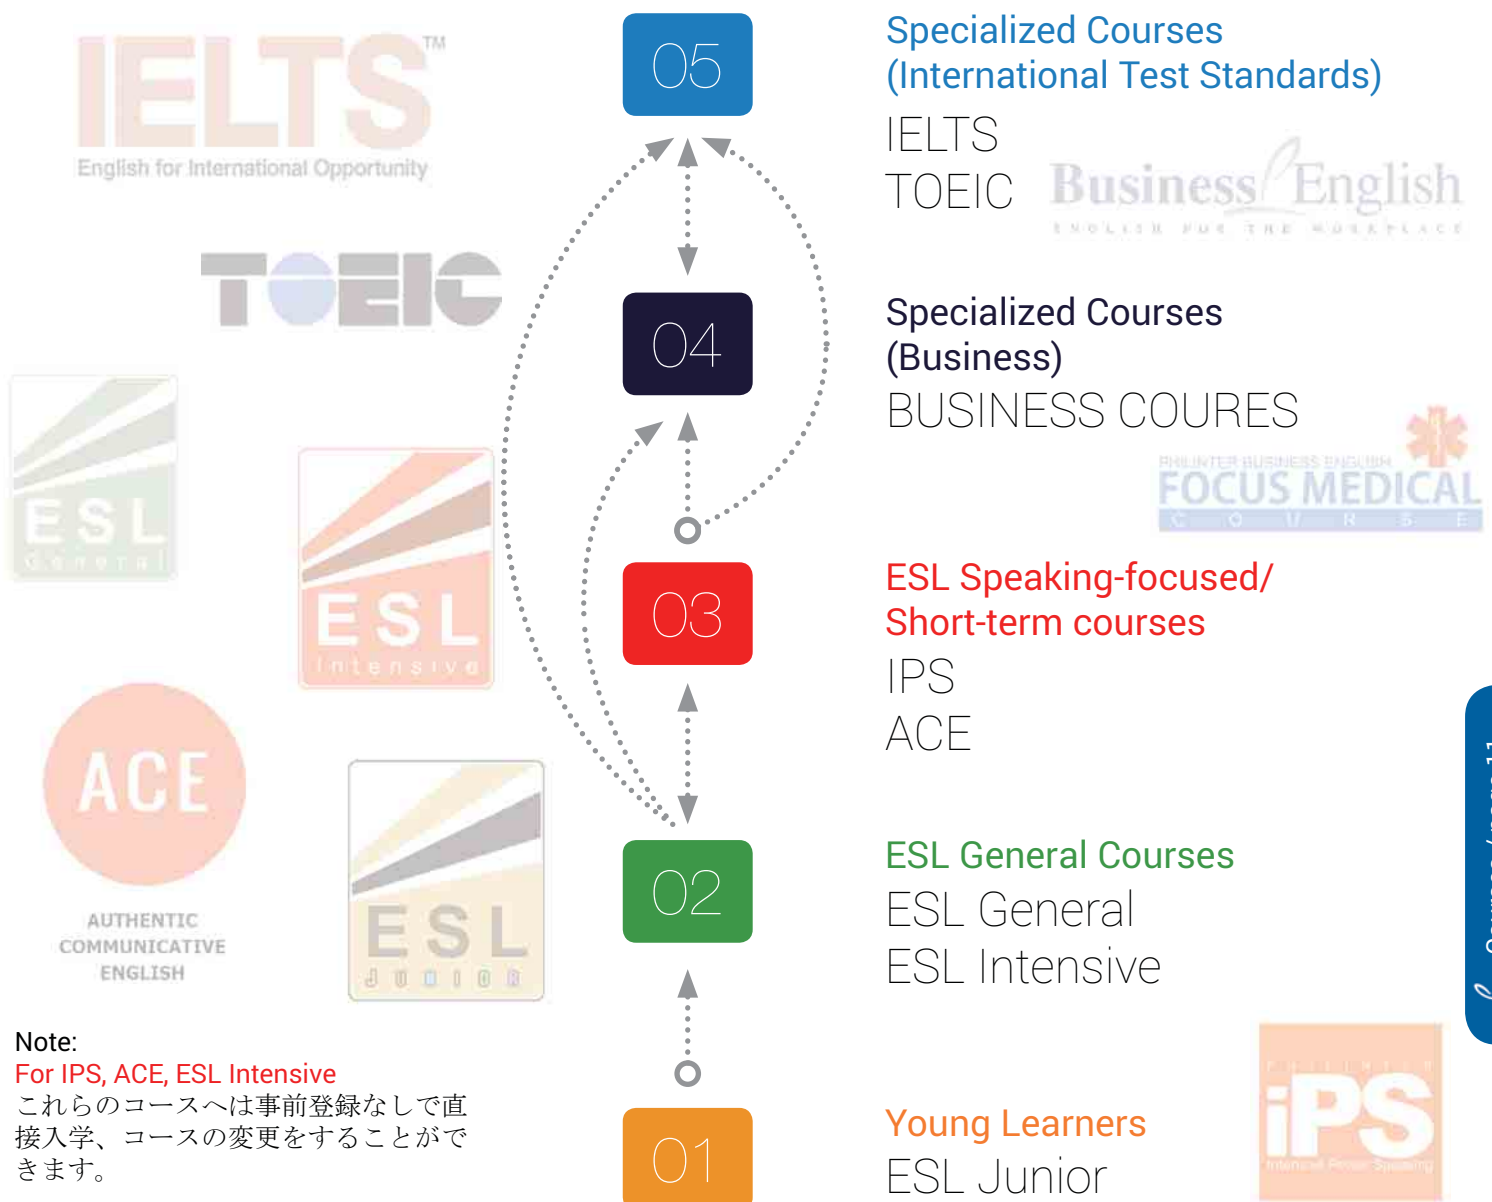 IELTS™
English for International Opportunity
TOEIC
ESL
General
ESL
Intensive
ACE
AUTHENTIC
COMMUNICATIVE
ENGLISH
ESL
JUNIOR
Note:
For IPS, ACE, ESL Intensive
これらのコースへは事前登録なしで直
接入学、コースの変更をすることがで
きます。
05
Specialized Courses
(International Test Standards)
IELTS
TOEIC
Business English
ENGLISH FOR THE WORKPLACE
04
Specialized Courses
(Business)
BUSINESS COURES
PHILINTER BUSINESS ENGLISH
FOCUS MEDICAL
COURSE
03
ESL Speaking-focused/
Short-term courses
IPS
ACE
02
ESL General Courses
ESL General
ESL Intensive
01
Young Learners
ESL Junior
PHILINTER
iPS
Intensive Power Speaking